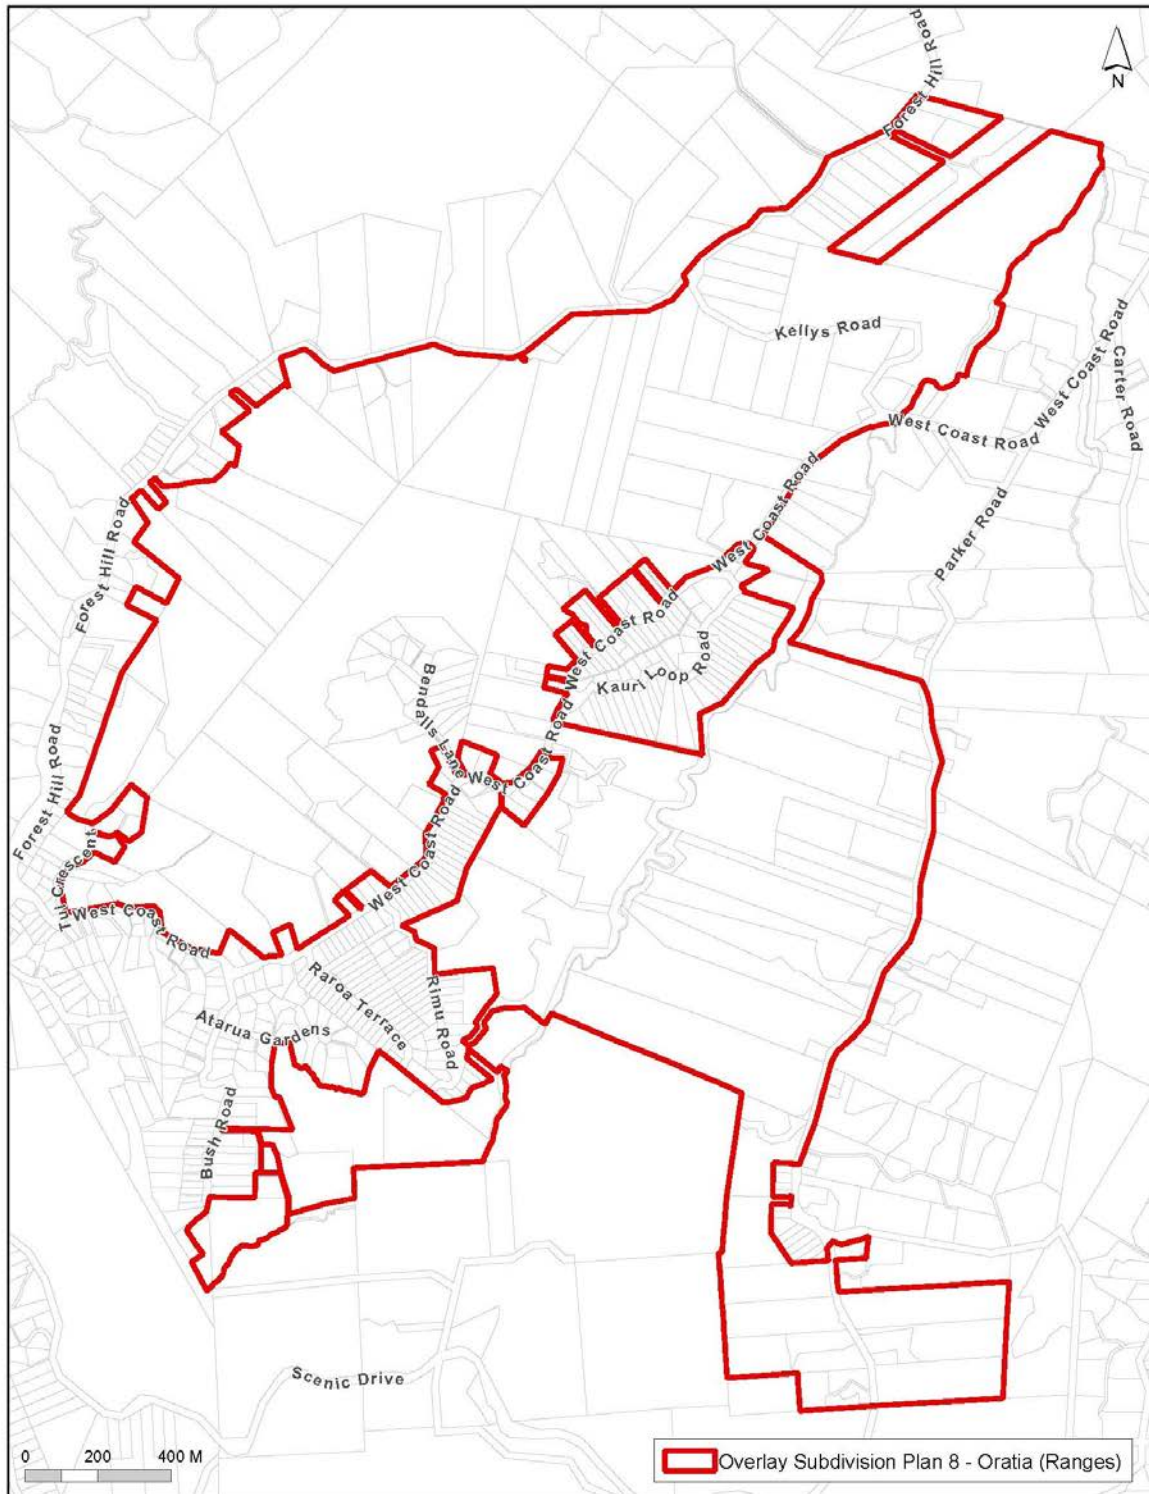 Forest Hill Road
N
Kellys Road
West Coast Road
Carter Road
West Coast Road
West Coast Road
Parker Road
Forest Hill Road
West Coast Road
West Coast Road
Kauri Loop Road
Bendalls Lane
West Coast Road
Forest Hill Road
West Coast Road
Tui Crescent
West Coast Road
Raroa Terrace
Rimu Road
Atarua Gardens
Bush Road
Scenic Drive
0 200 400 M
Overlay Subdivision Plan 8 - Oratia (Ranges)